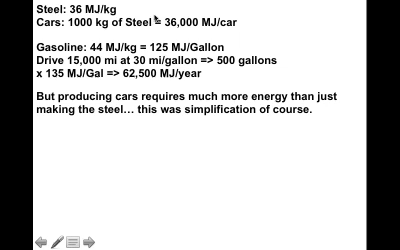 Steel: 36 MJ/kg
Cars: 1000 kg of Steel = 36,000 MJ/car
Gasoline: 44 MJ/kg = 125 MJ/Gallon
Drive 15,000 mi at 30 mi/gallon => 500 gallons
x 135 MJ/Gal => 62,500 MJ/year
But producing cars requires much more energy than just
making the steel... this was simplification of course.